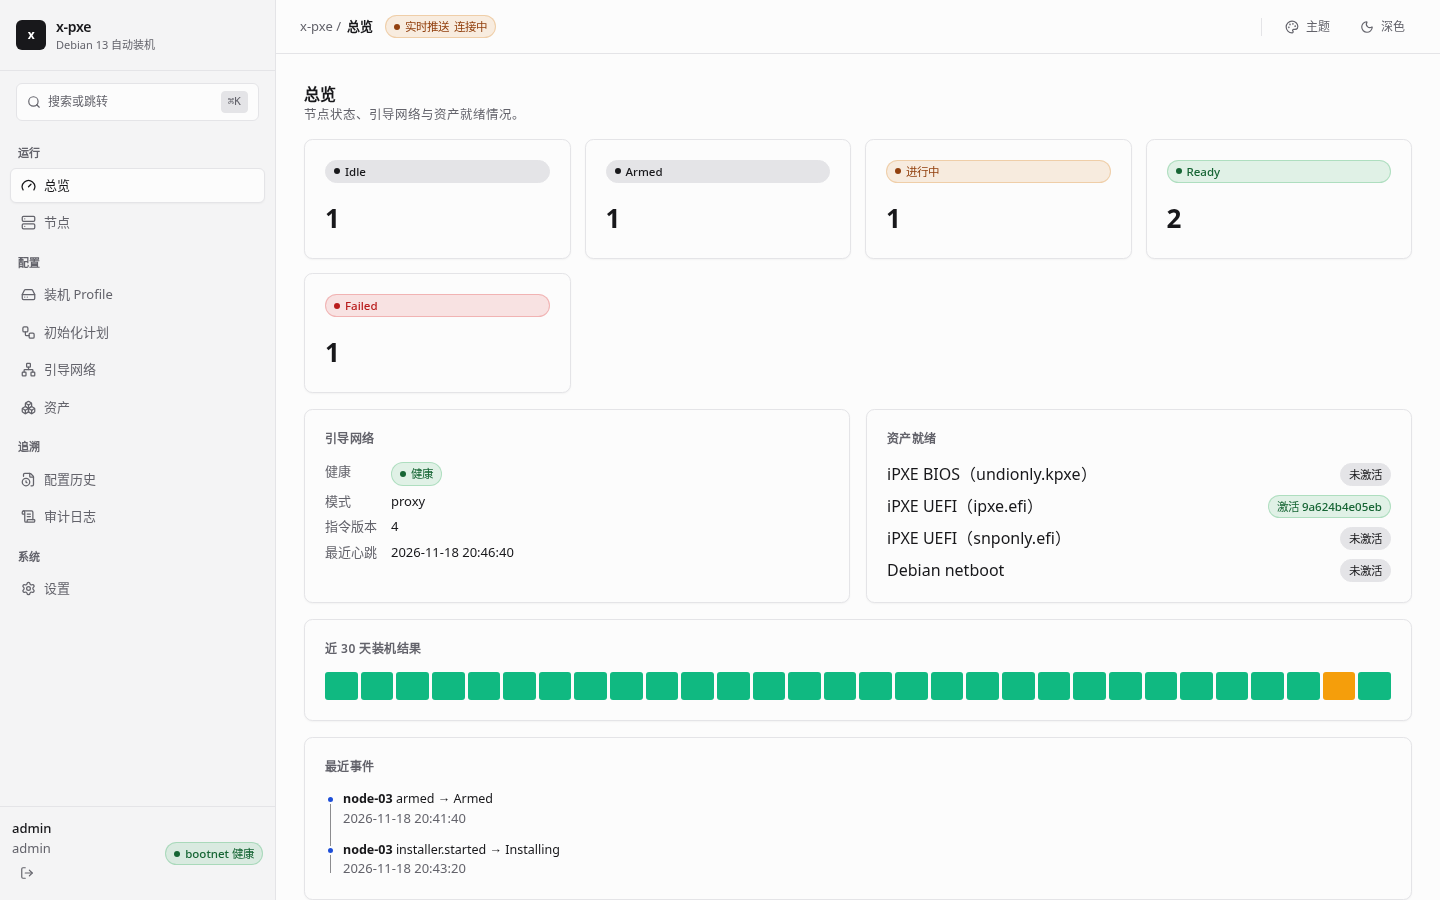 x
x-pxe
Debian 13 自动装机
搜索或跳转
⌘K
运行
总览
节点
配置
装机 Profile
初始化计划
引导网络
资产
追溯
配置历史
审计日志
系统
设置
admin
admin
bootnet 健康
x-pxe / 总览
实时推送 连接中
主题
深色
总览
节点状态、引导网络与资产就绪情况。
Idle
1
Armed
1
进行中
1
Ready
2
Failed
1
引导网络
健康 健康
模式 proxy
指令版本 4
最近心跳 2026-11-18 20:46:40
资产就绪
iPXE BIOS（undionly.kpxe） 未激活
iPXE UEFI（ipxe.efi） 激活 9a624b4e05eb
iPXE UEFI（snponly.efi） 未激活
Debian netboot 未激活
近 30 天装机结果
最近事件
node-03 armed → Armed
2026-11-18 20:41:40
node-03 installer.started → Installing
2026-11-18 20:43:20